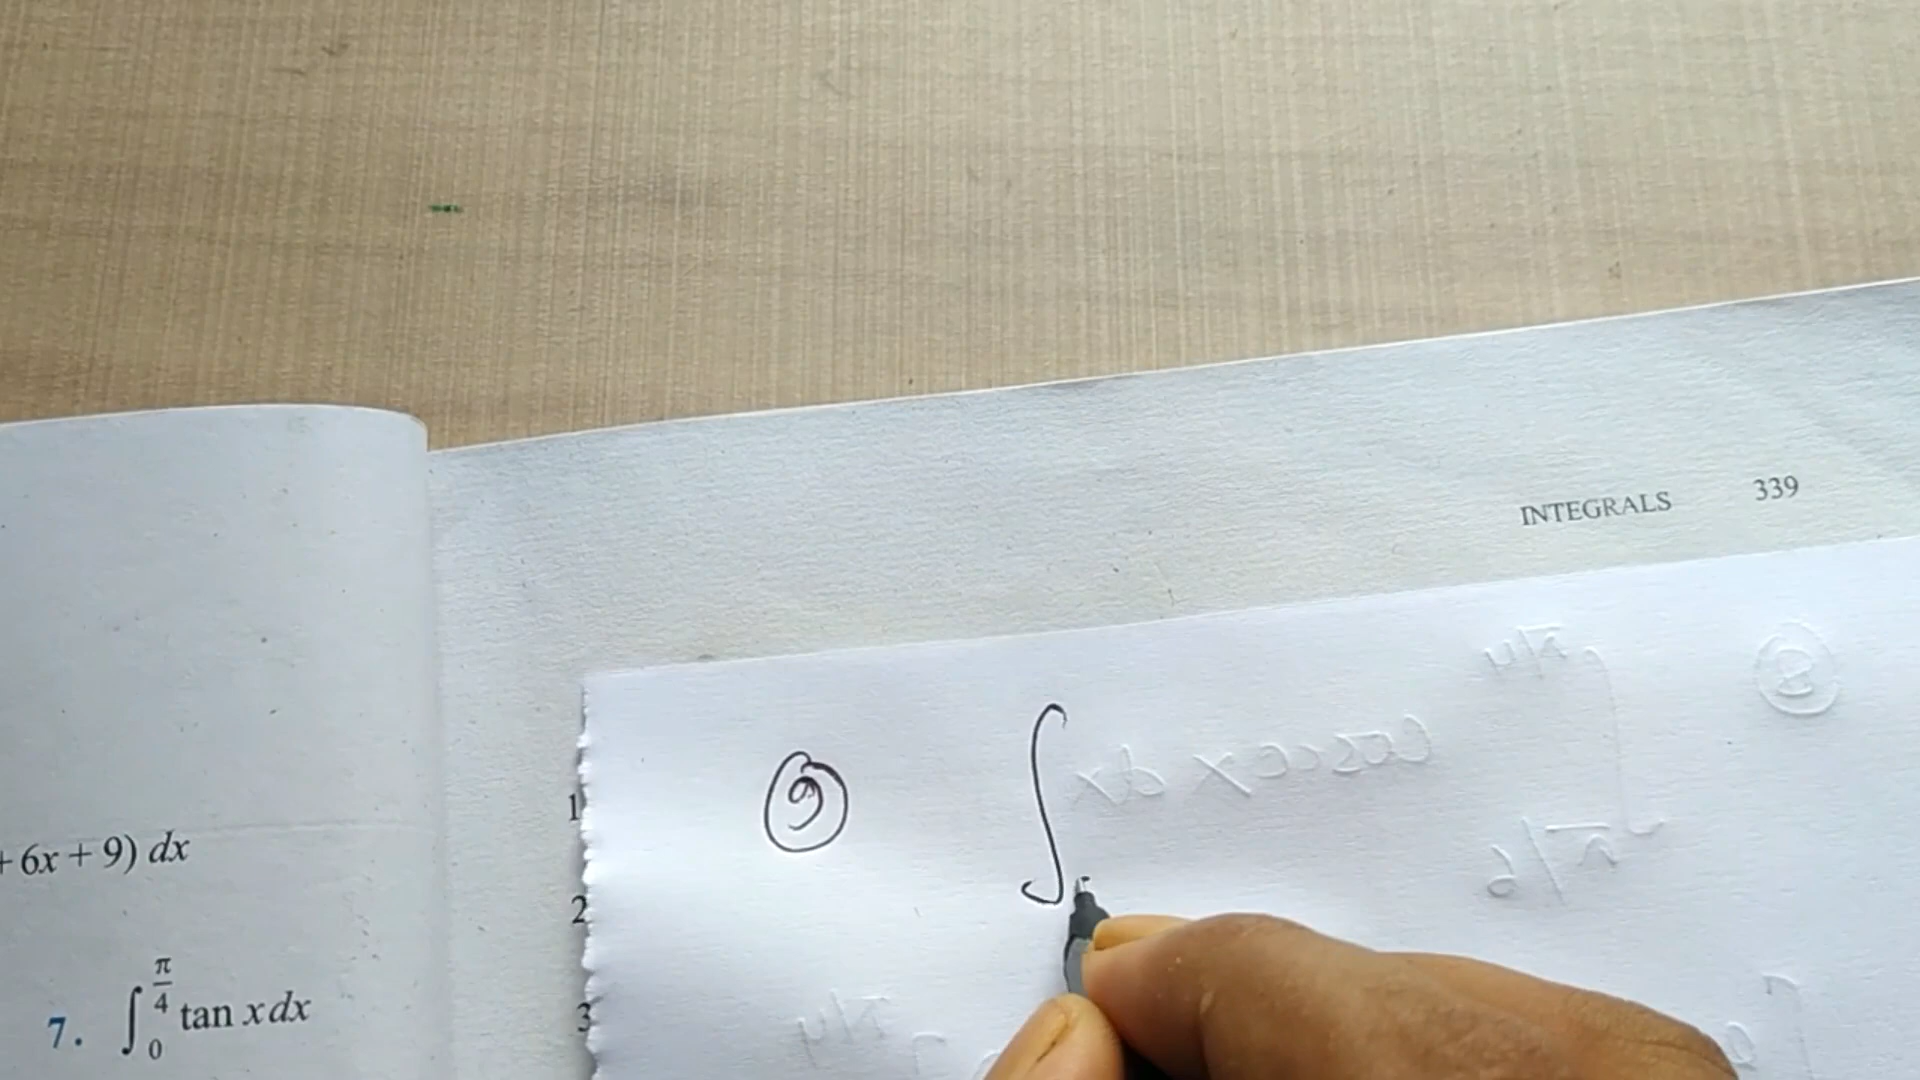 INTEGRALS 339
+ 6x + 9) dx
7. ∫₀^(π/4) tan x dx
1
2
3
⑨ ∫